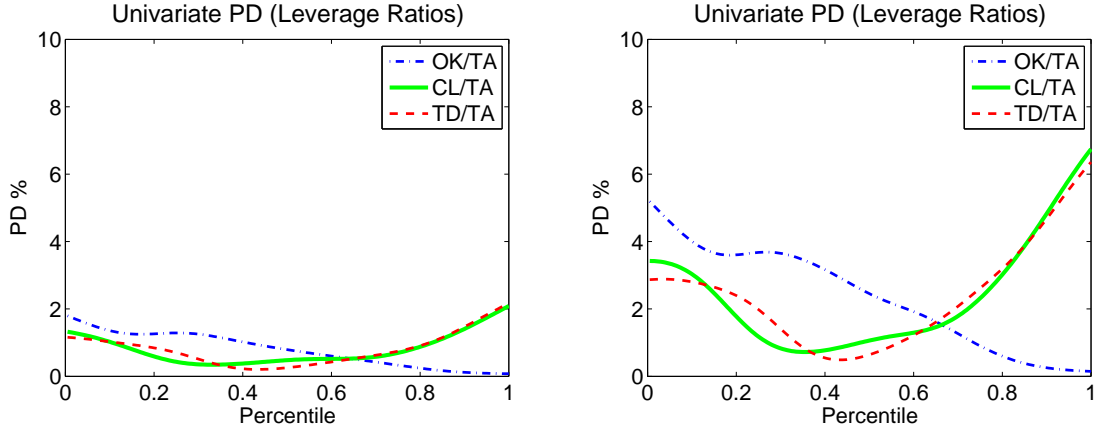 Univariate PD (Leverage Ratios)
10
8
6
4
2
0
PD %
OK/TA
CL/TA
TD/TA
0 0.2 0.4 0.6 0.8 1
Percentile
Univariate PD (Leverage Ratios)
10
8
6
4
2
0
PD %
OK/TA
CL/TA
TD/TA
0 0.2 0.4 0.6 0.8 1
Percentile